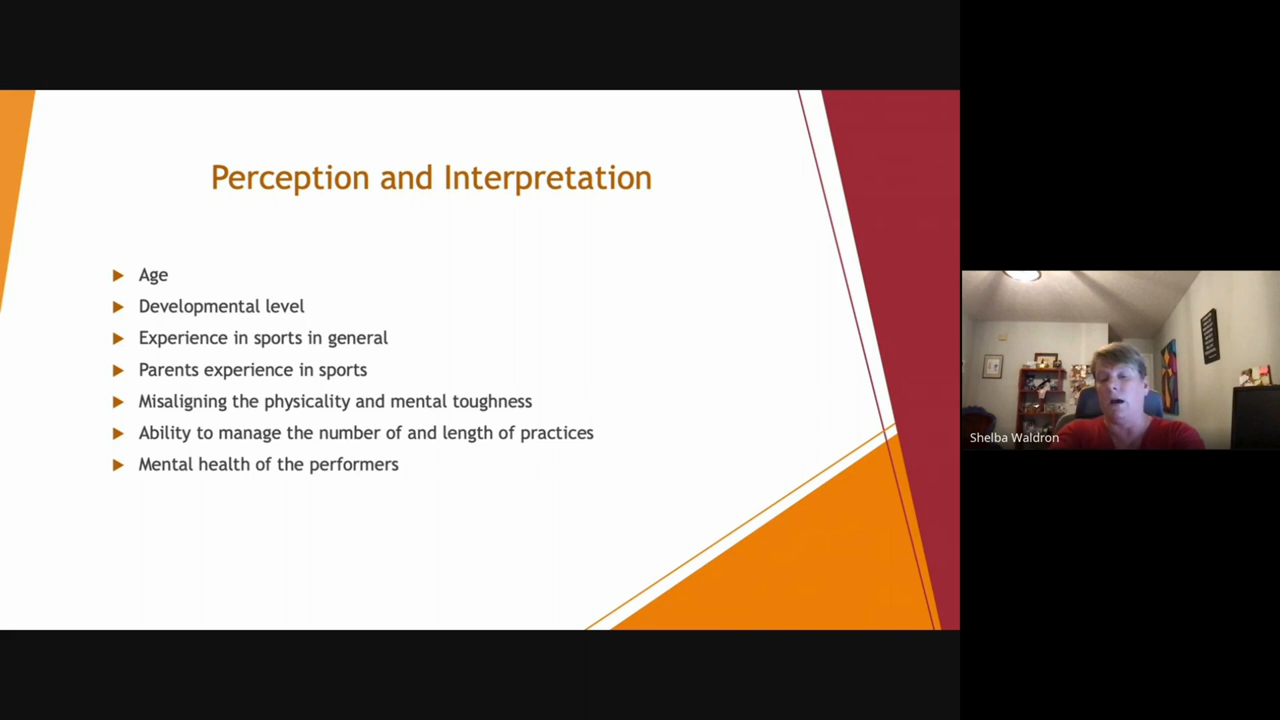 Perception and Interpretation
Age
Developmental level
Experience in sports in general
Parents experience in sports
Misaligning the physicality and mental toughness
Ability to manage the number of and length of practices
Mental health of the performers
Shelba Waldron